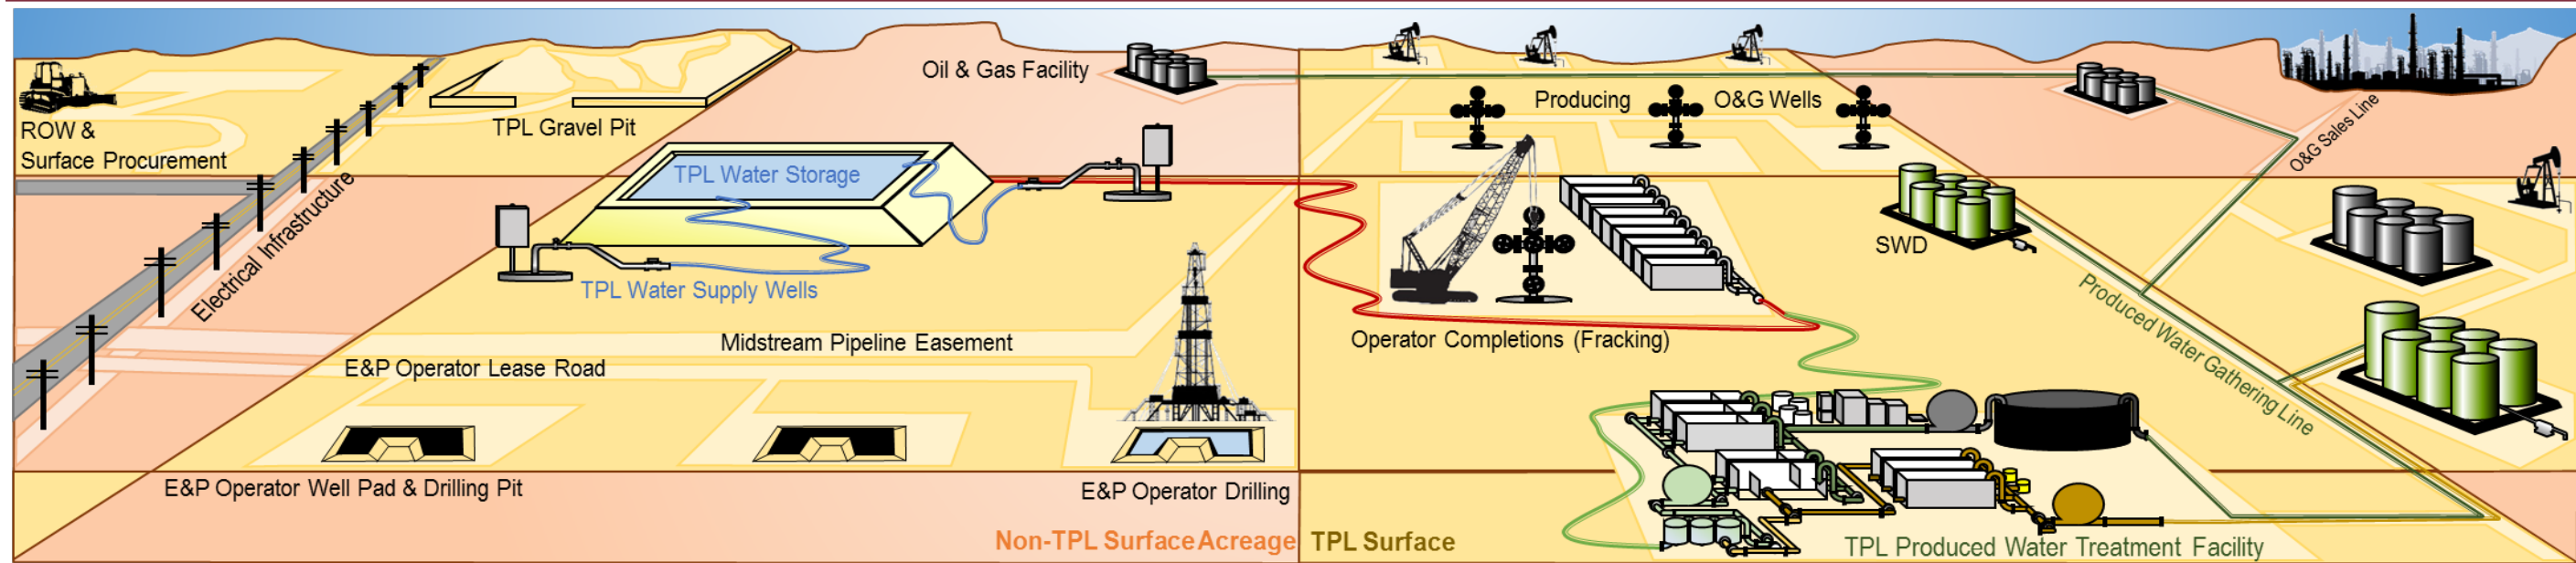 ROW &
Surface Procurement
TPL Gravel Pit
Oil & Gas Facility
Producing
O&G Wells
O&G Sales Line
Electrical Infrastructure
TPL Water Storage
TPL Water Supply Wells
SWD
Produced Water Gathering Line
Midstream Pipeline Easement
Operator Completions (Fracking)
E&P Operator Lease Road
E&P Operator Well Pad & Drilling Pit
E&P Operator Drilling
Non-TPL Surface Acreage
TPL Surface
TPL Produced Water Treatment Facility